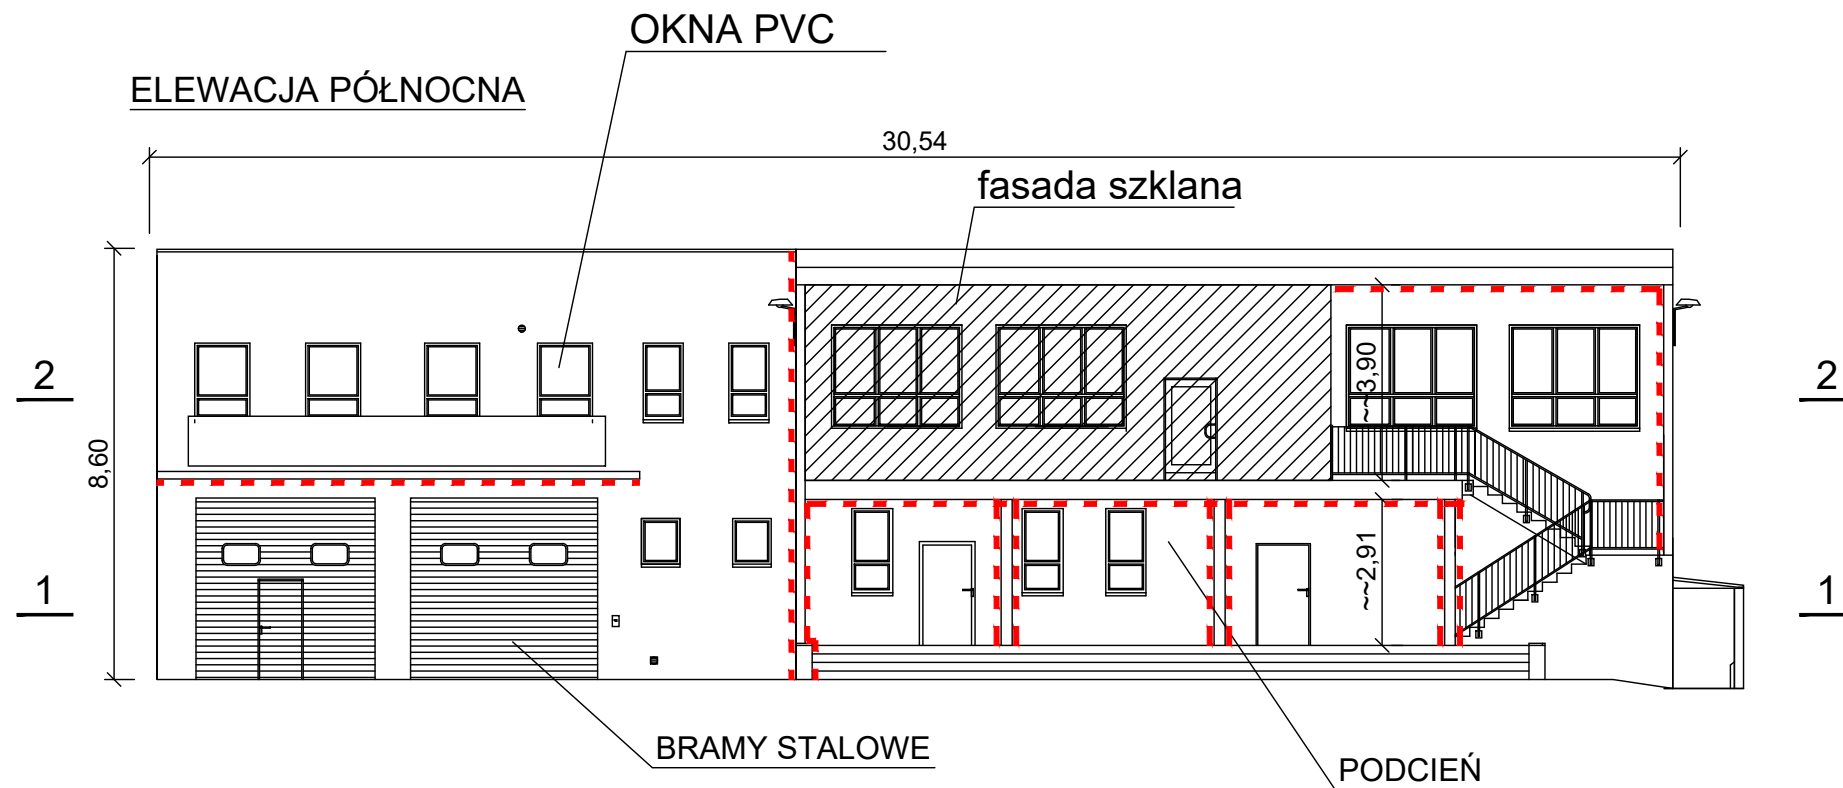 OKNA PVC
ELEWACJA PÓŁNOCNA
30,54
fasada szklana
2
2
~~3,90
8,60
~~2,91
1
1
BRAMY STALOWE
PODCIEŃ